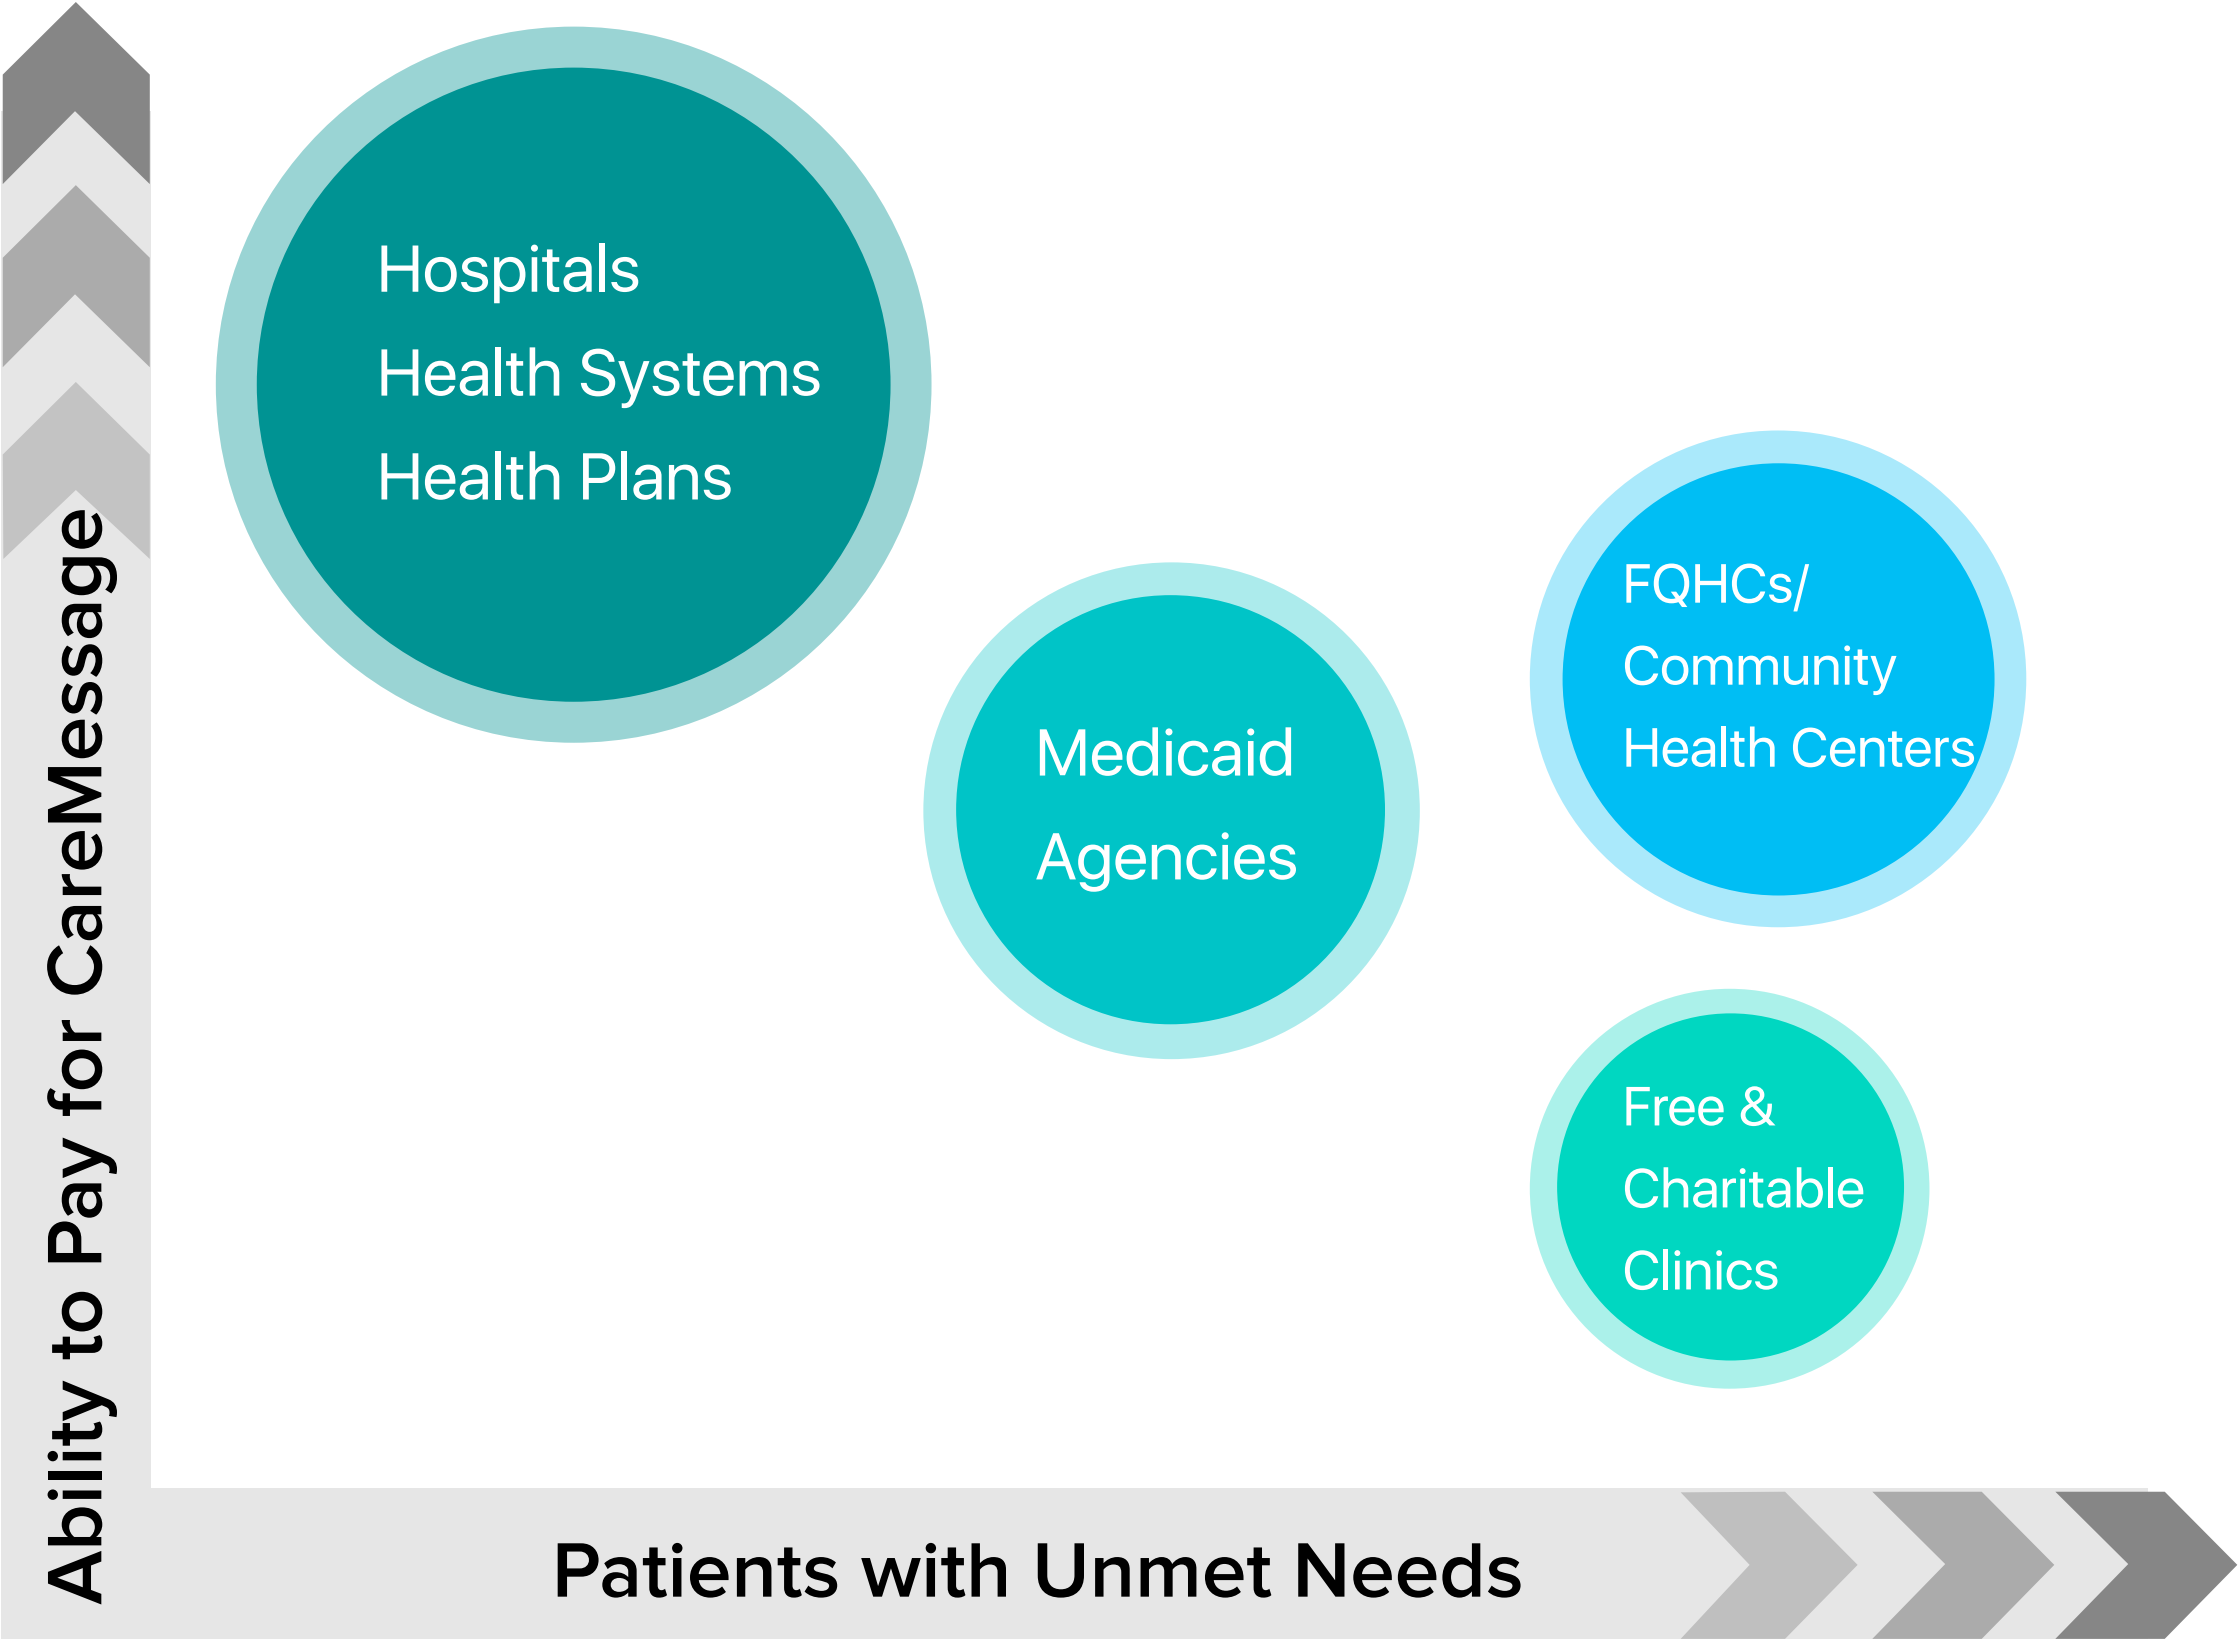 Ability to Pay for CareMessage
Hospitals
Health Systems
Health Plans
Medicaid
Agencies
FQHCs/
Community
Health Centers
Free &
Charitable
Clinics
Patients with Unmet Needs